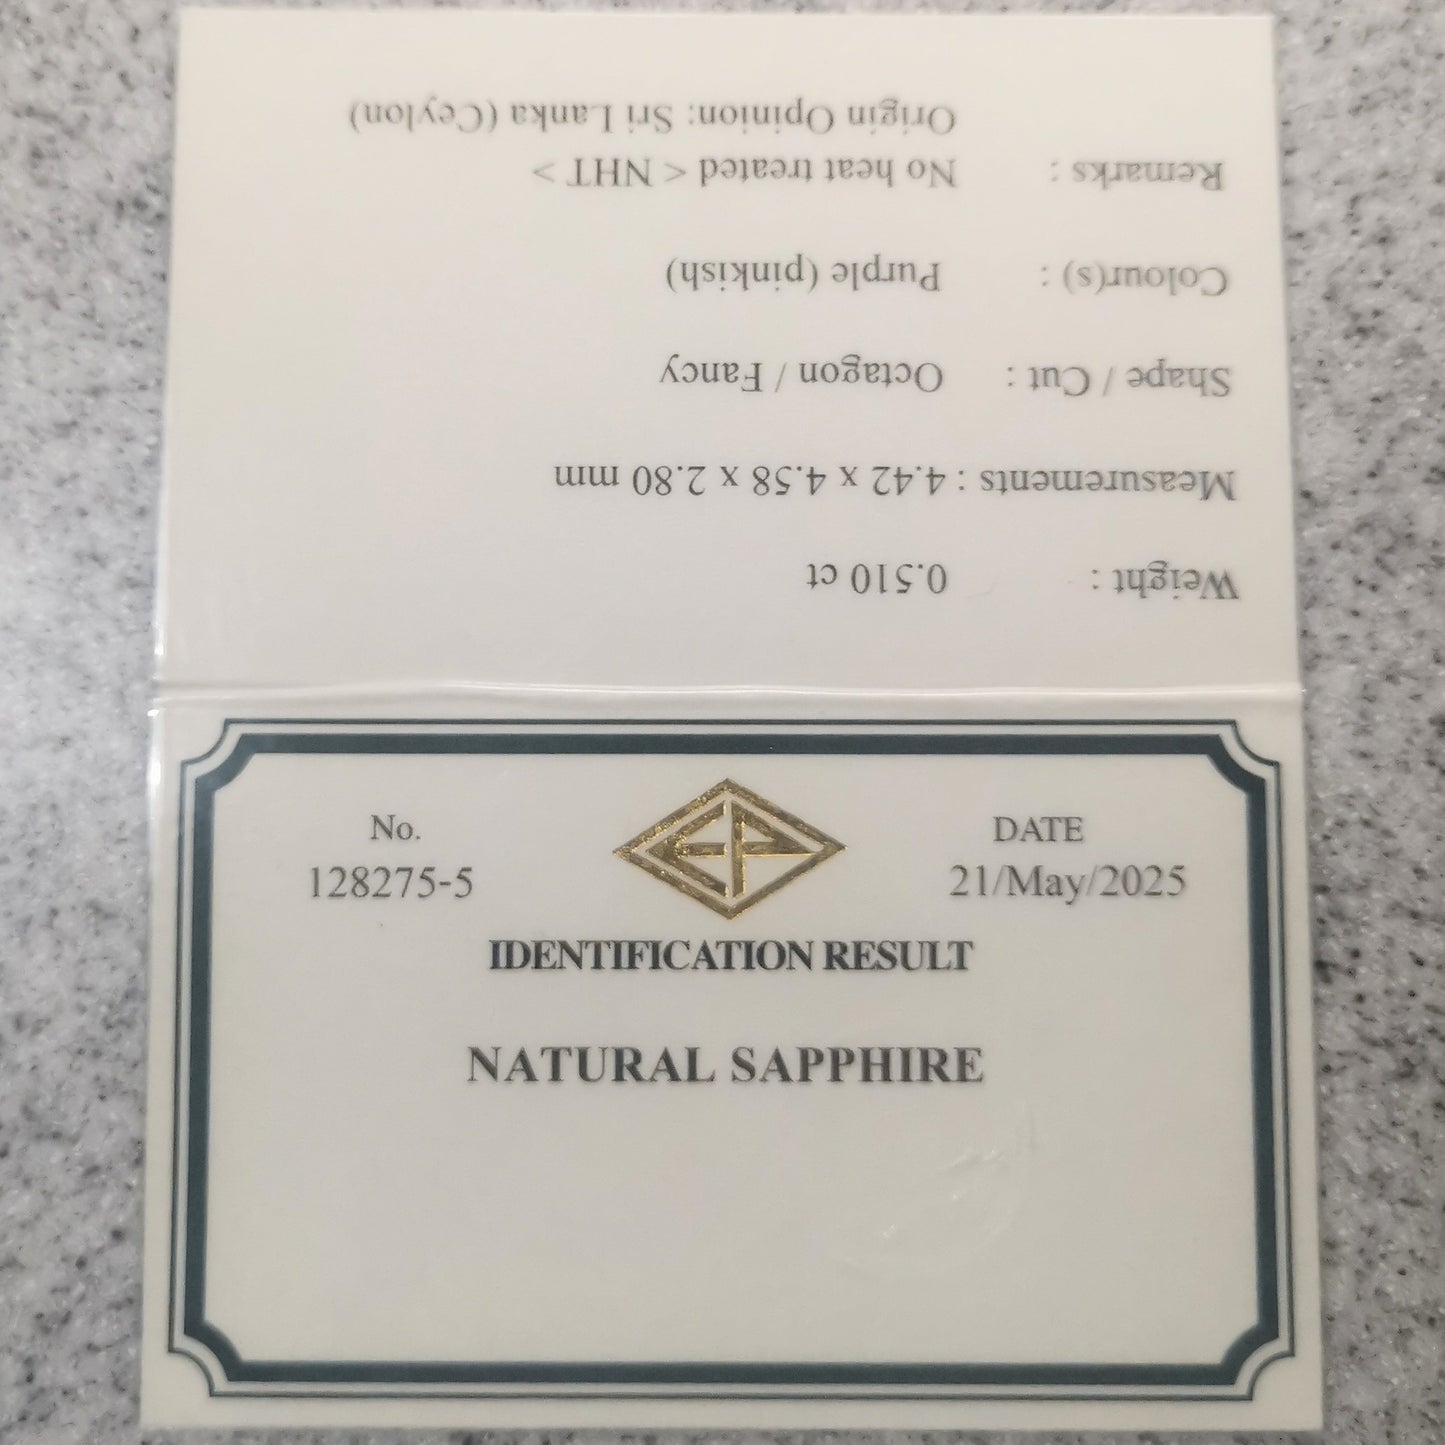 Weight : 0.510 ct
Measurements : 4.42 x 4.58 x 2.80 mm
Shape / Cut : Octagon / Fancy
Colour(s) : Purple (pinkish)
Remarks : No heat treated < NHT >
Origin Opinion: Sri Lanka (Ceylon)
No.
128275-5
EP
DATE
21/May/2025
IDENTIFICATION RESULT
NATURAL SAPPHIRE